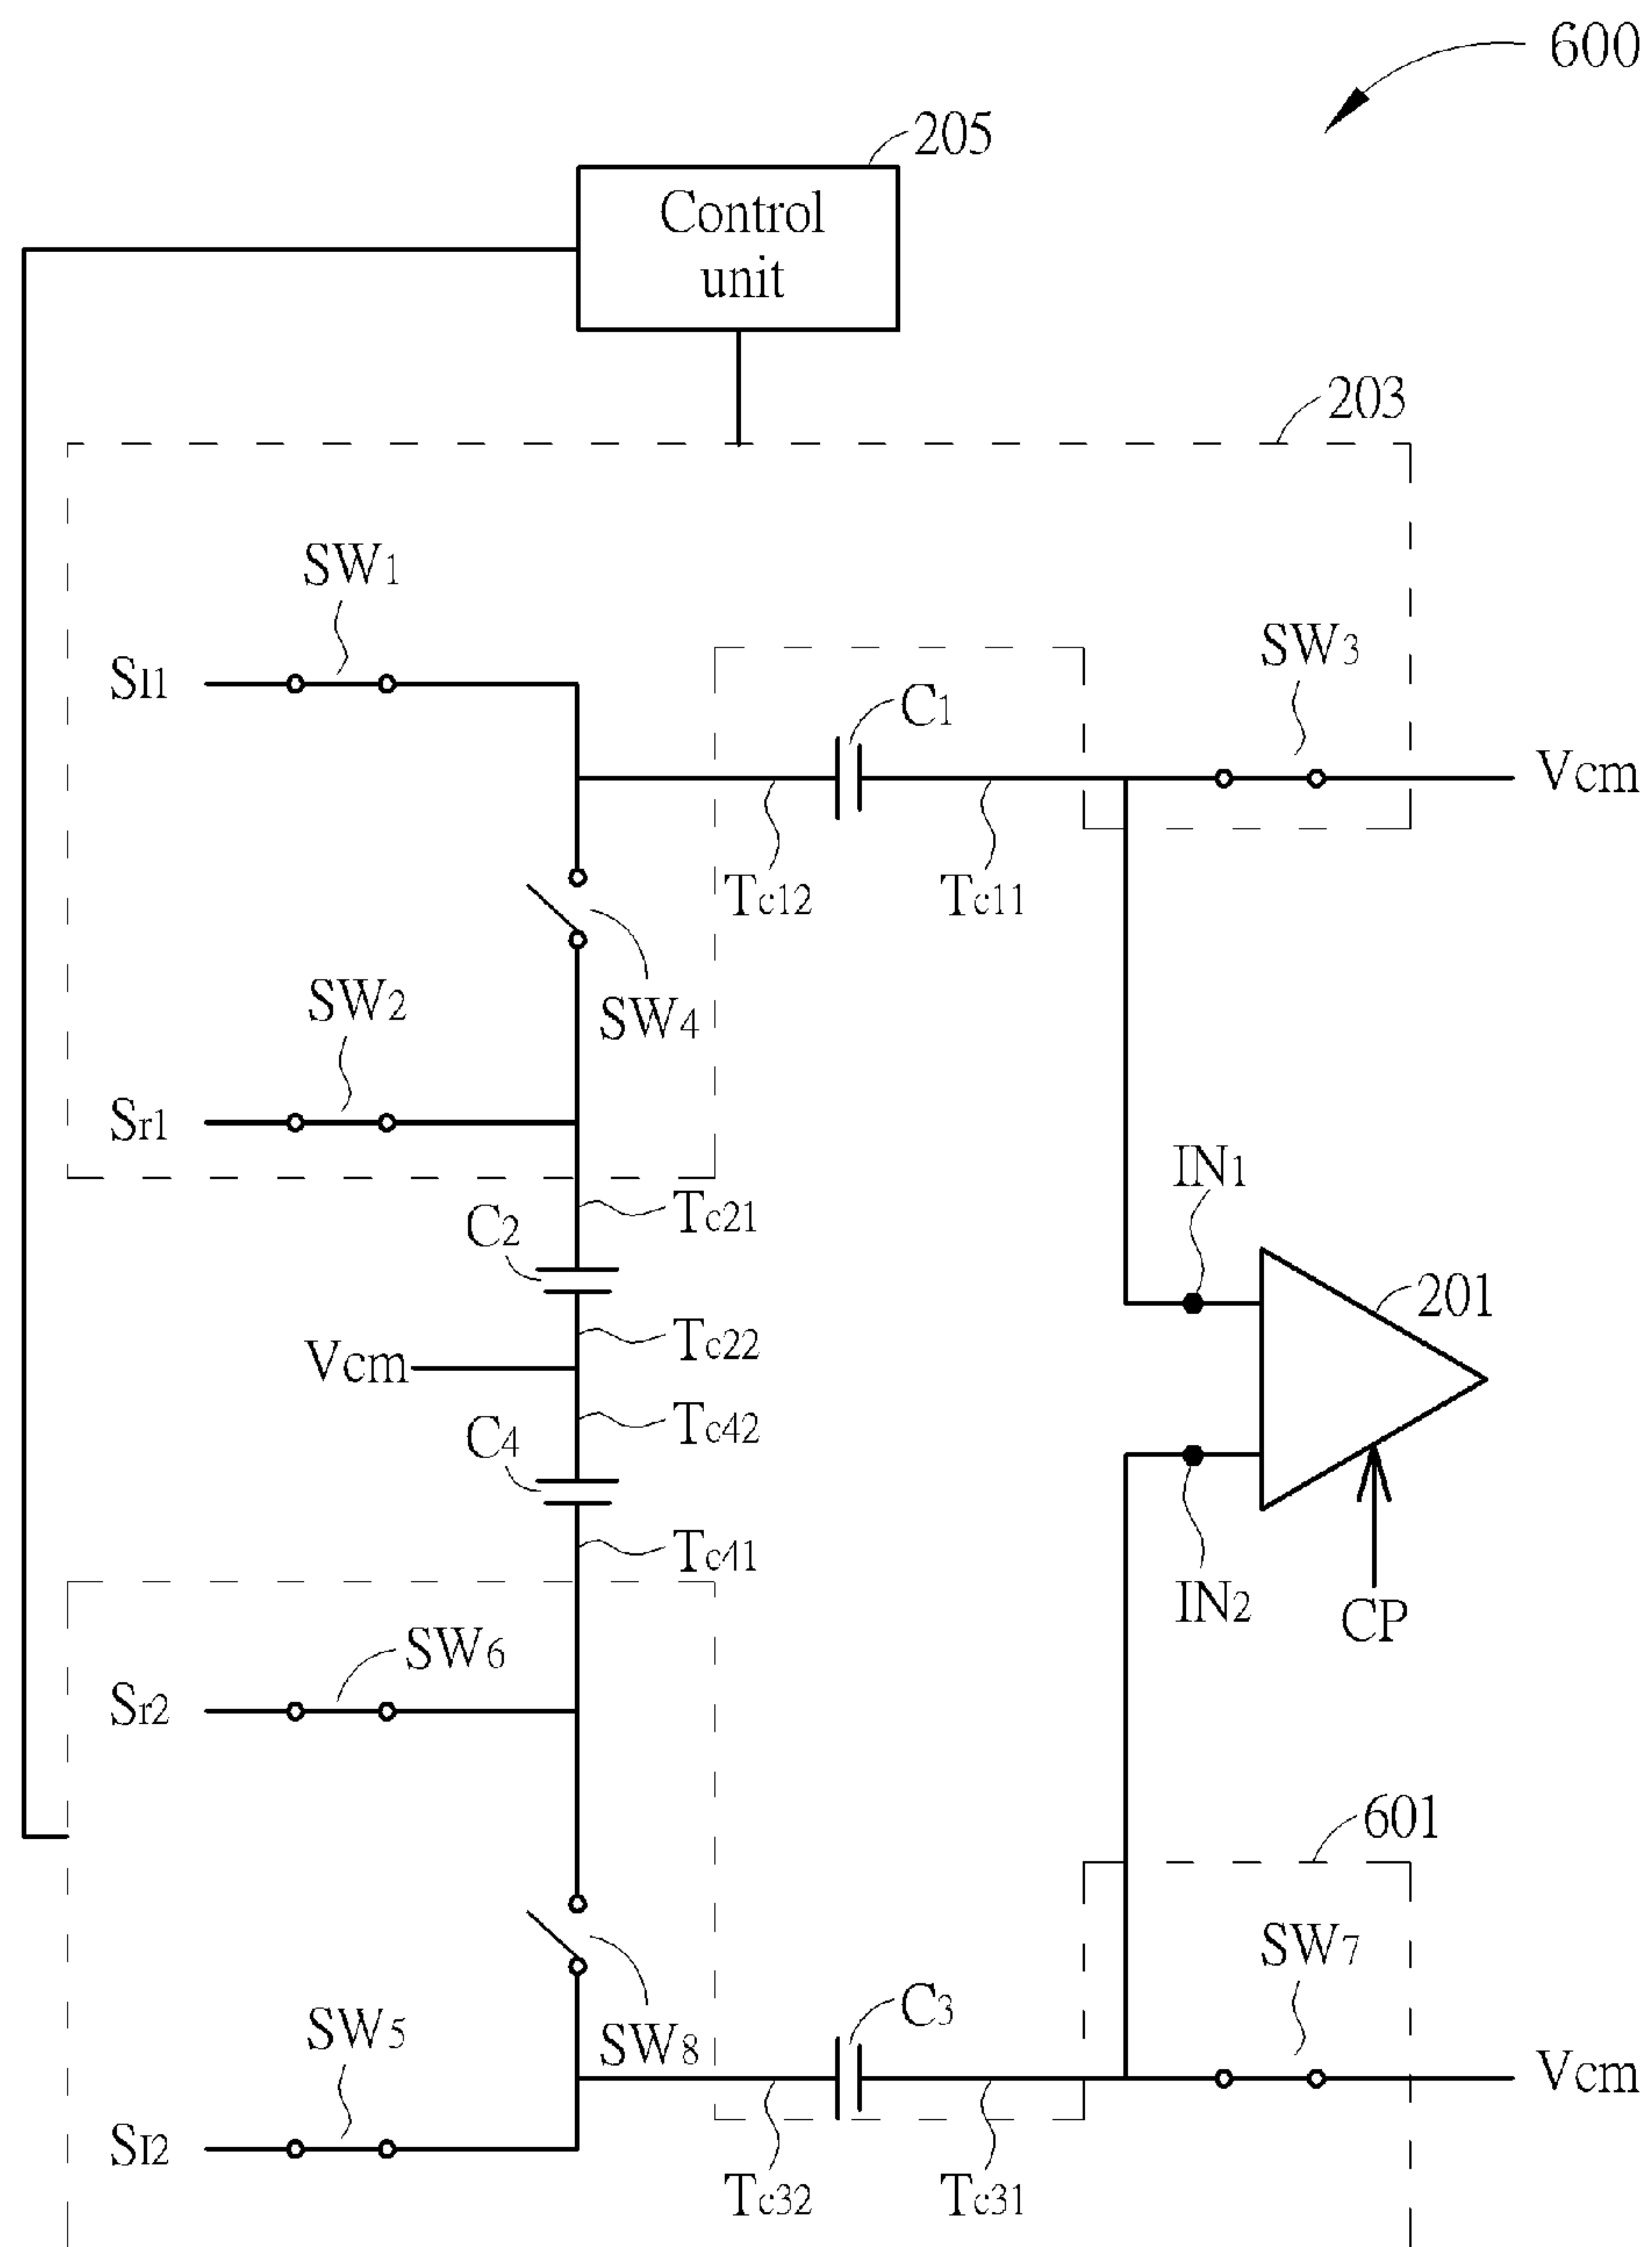 600
205
Control
unit
203
SW1
SI1
SW3
C1
Vcm
Tc12
Tc11
SW2
SW4
Sr1
IN1
Tc21
C2
201
Tc22
Vcm
Tc42
C4
Tc41
IN2
CP
SW6
Sr2
601
SW7
C3
SW5
SW8
Vcm
SI2
Tc32
Tc31